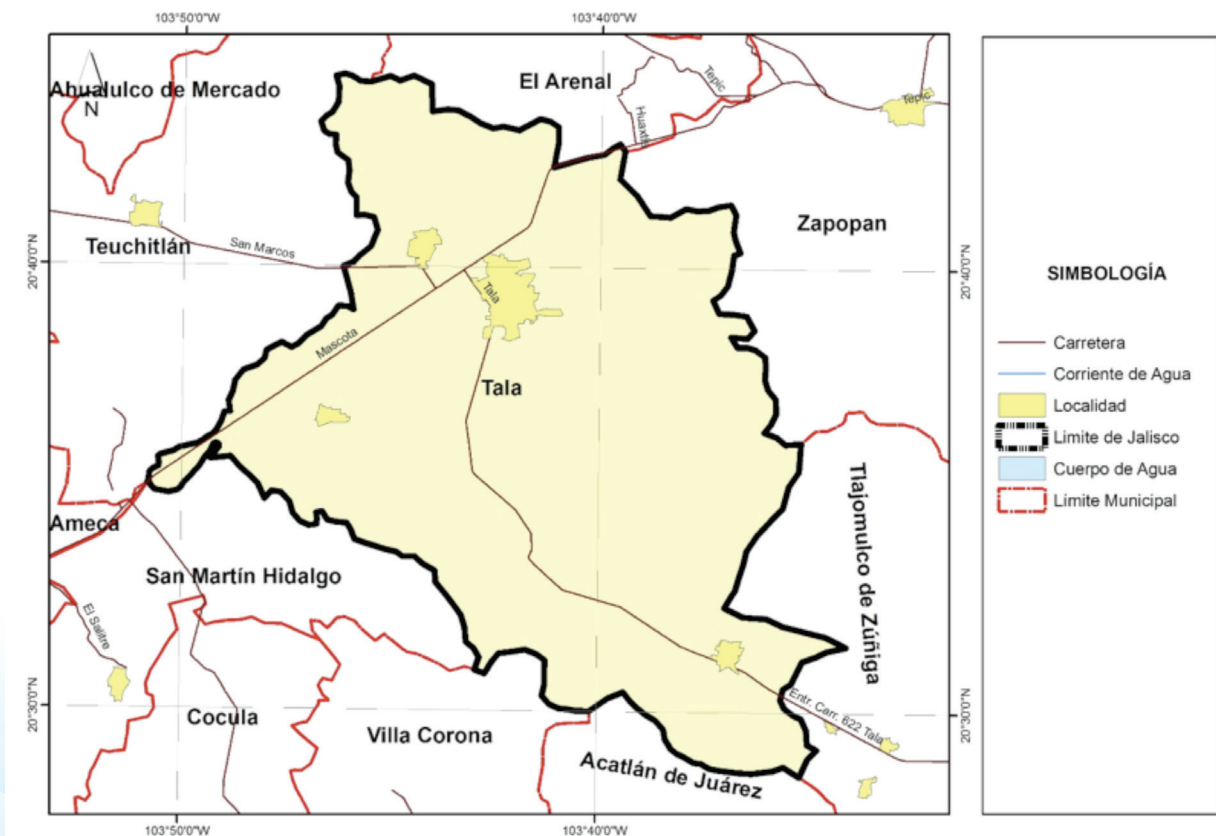 103°50'0"W
103°40'0"W
Ahualulco de Mercado
N
El Arenal
Tepic
Tepic
Huaxtla
Zapopan
Teuchitlán
San Marcos
20°40'0"N
20°40'0"N
SIMBOLOGÍA
Tala
Mascota
Carretera
Corriente de Agua
Tala
Localidad
Limite de Jalisco
Cuerpo de Agua
Limite Municipal
Ameca
Tlajomulco de Zúñiga
San Martín Hidalgo
El Salitre
20°30'0"N
20°30'0"N
Cocula
Villa Corona
Entr. Carr. 622 Tala
Acatlán de Juárez
103°50'0"W
103°40'0"W